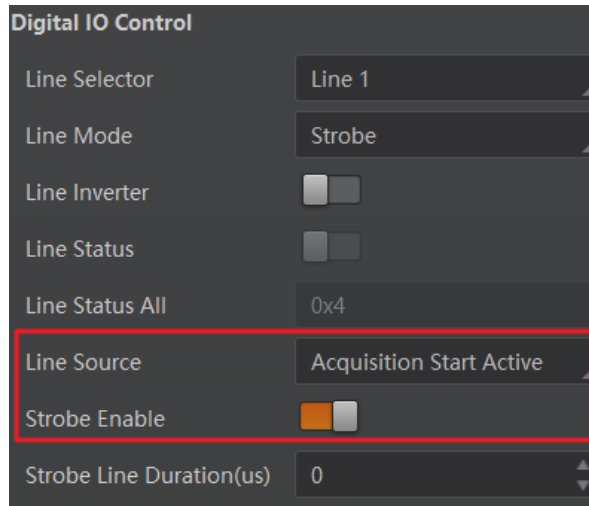 Digital IO Control
Line Selector Line 1
Line Mode Strobe
Line Inverter
Line Status
Line Status All 0x4
Line Source Acquisition Start Active
Strobe Enable
Strobe Line Duration(us) 0